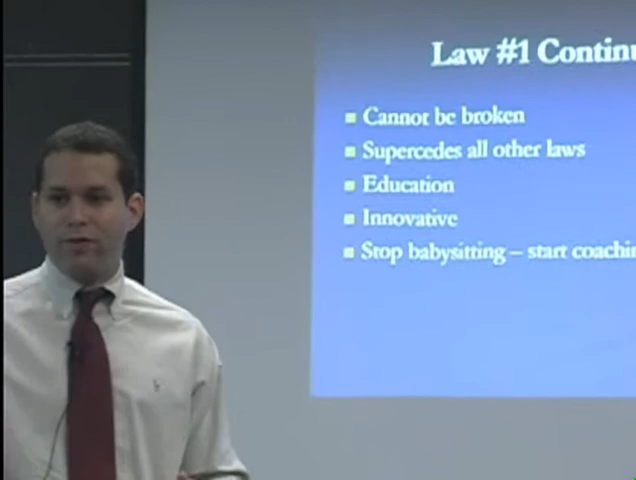 Law #1 Continu
Cannot be broken
Supercedes all other laws
Education
Innovative
Stop babysitting – start coachin